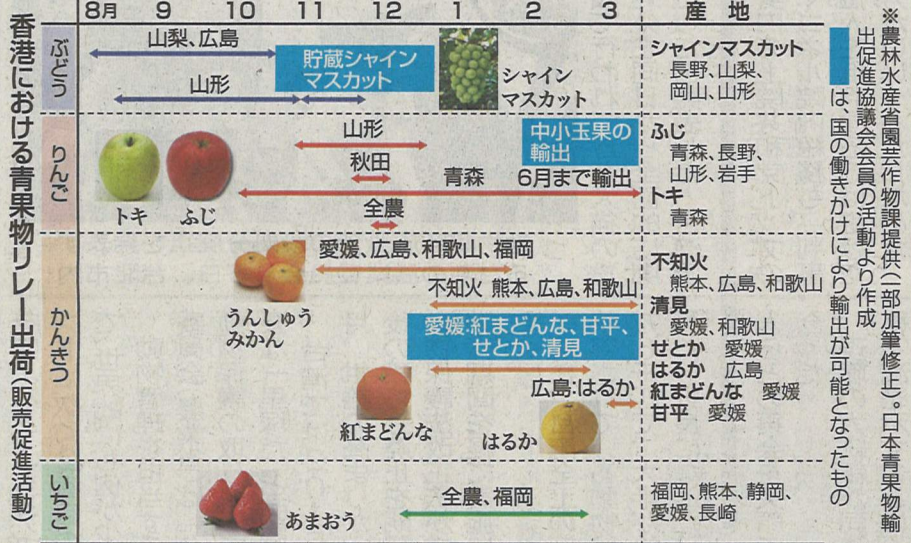 香港における青果物リレー出荷(販売促進活動)
8月 9 10 11 12 1 2 3 産地
ぶどう
山梨、広島
山形
貯蔵シャイン
マスカット
シャイン
マスカット
シャインマスカット
長野、山梨、
岡山、山形
りんご
トキ
ふじ
山形
秋田
全農
青森 6月まで輸出
中小玉果の
輸出
ふじ
青森、長野、
山形、岩手
トキ
青森
かんきつ
うんしゅう
みかん
愛媛、広島、和歌山、福岡
不知火 熊本、広島、和歌山
愛媛:紅まどんな、甘平、
せとか、清見
紅まどんな
広島:はるか
はるか
不知火
熊本、広島、和歌山
清見
愛媛、和歌山
せとか 愛媛
はるか 広島
紅まどんな 愛媛
甘平 愛媛
いちご
あまおう
全農、福岡
福岡、熊本、静岡、
愛媛、長崎
※農林水産省園芸作物課提供(一部加筆修正)。日本青果物輸
出促進協議会会員の活動より作成
は、国の働きかけにより輸出が可能となったもの